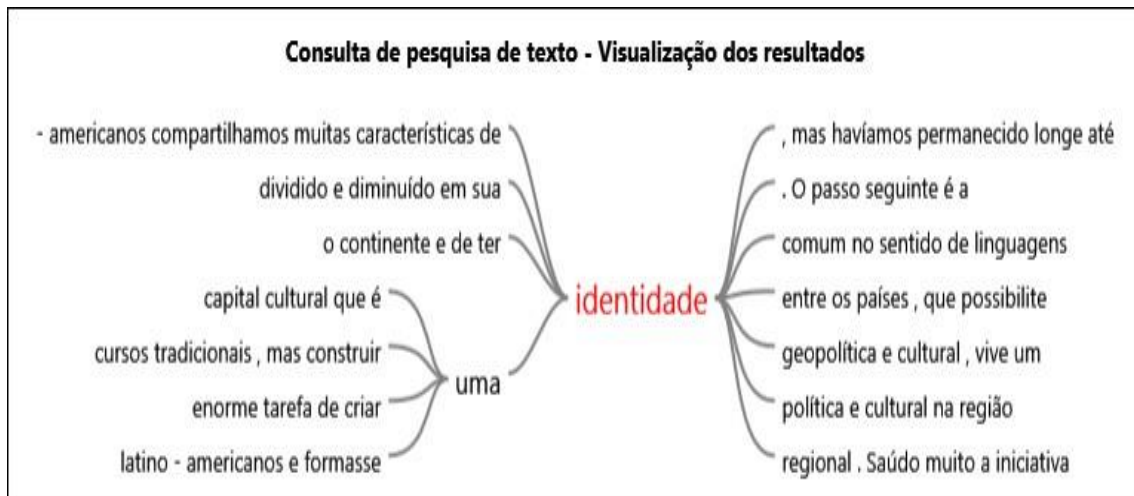 Consulta de pesquisa de texto - Visualização dos resultados
- americanos compartilhamos muitas características de
dividido e diminuído em sua
o continente e de ter
capital cultural que é
cursos tradicionais , mas construir
enorme tarefa de criar
latino - americanos e formasse
uma
identidade
, mas havíamos permanecido longe até
. O passo seguinte é a
comum no sentido de linguagens
entre os países , que possibilite
geopolítica e cultural , vive um
política e cultural na região
regional . Saúdo muito a iniciativa